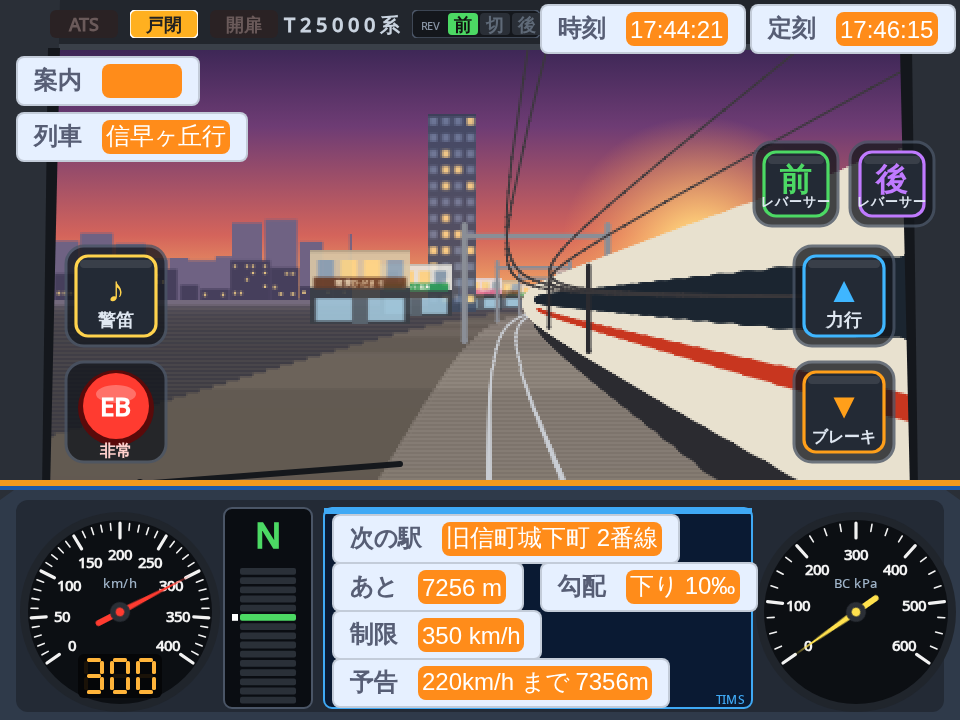 ATS 戸閉 開扉 T25000系 REV 前 切 後 時刻 17:44:21 定刻 17:46:15
案内
列車 信早ヶ丘行
前 レバーサー
後 レバーサー
♪ 警笛
▲ 力行
EB 非常
▼ ブレーキ
0 50 100 150 200 250 300 350 400 km/h
300
N
次の駅 旧信町城下町 2番線
あと 7256 m 勾配 下り 10‰
制限 350 km/h
予告 220km/h まで 7356m
TIMS
0 100 200 300 400 500 600 BC kPa